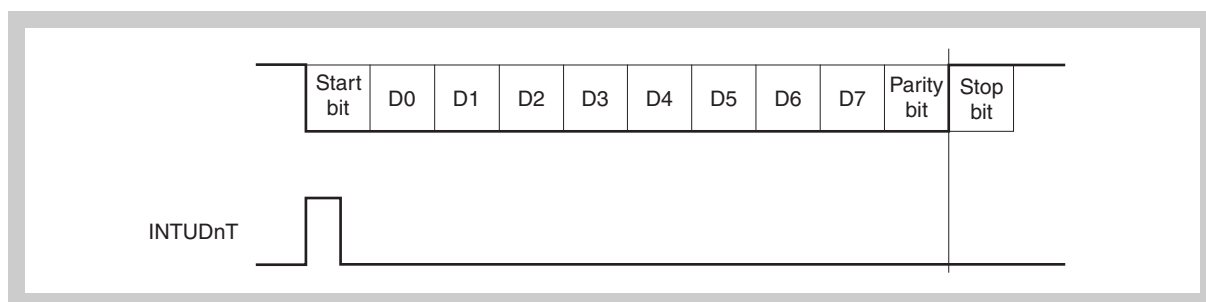 Start
bit
D0
D1
D2
D3
D4
D5
D6
D7
Parity
bit
Stop
bit
INTUDnT